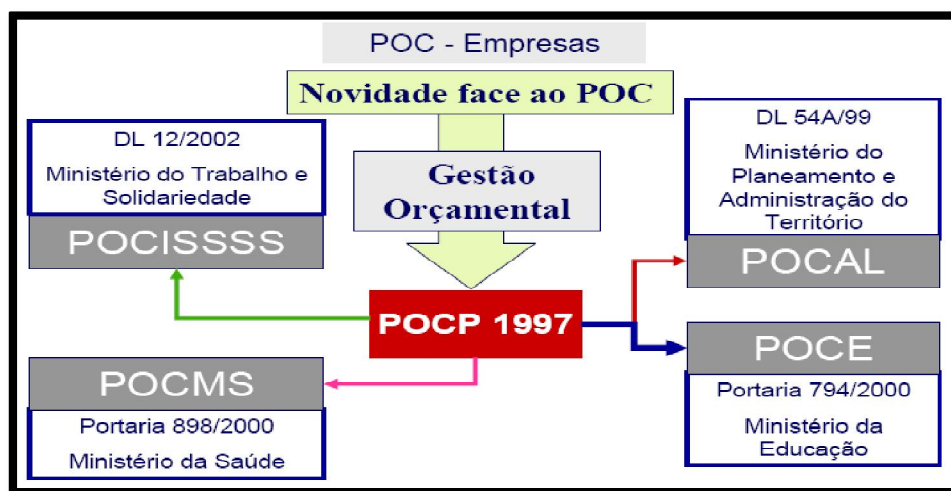 POC - Empresas
Novidade face ao POC
Gestão
Orçamental
DL 12/2002
Ministério do Trabalho e
Solidariedade
POCISSSS
DL 54A/99
Ministério do
Planeamento e
Administração do
Território
POCAL
POCP 1997
POCMS
Portaria 898/2000
Ministério da Saúde
POCE
Portaria 794/2000
Ministério da
Educação